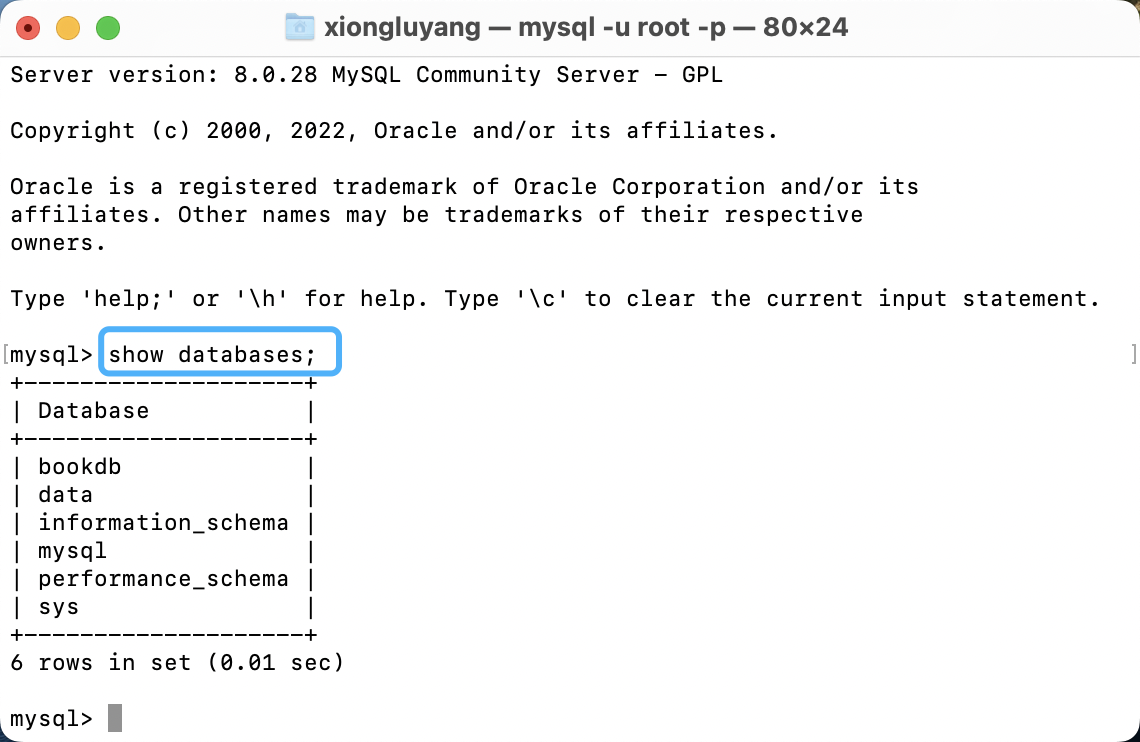 xiongluyang — mysql -u root -p — 80×24
Server version: 8.0.28 MySQL Community Server - GPL
Copyright (c) 2000, 2022, Oracle and/or its affiliates.
Oracle is a registered trademark of Oracle Corporation and/or its
affiliates. Other names may be trademarks of their respective
owners.
Type 'help;' or '\h' for help. Type '\c' to clear the current input statement.
[mysql> show databases; ]
+--------------------+
| Database           |
+--------------------+
| bookdb             |
| data               |
| information_schema |
| mysql              |
| performance_schema |
| sys                |
+--------------------+
6 rows in set (0.01 sec)
mysql>